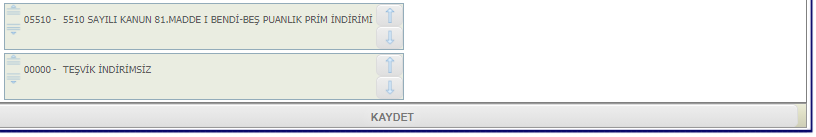 05510 - 5510 SAYILI KANUN 81.MADDE I BENDİ-BEŞ PUANLIK PRİM İNDİRİMİ
00000 - TEŞVİK İNDİRİMSİZ
KAYDET